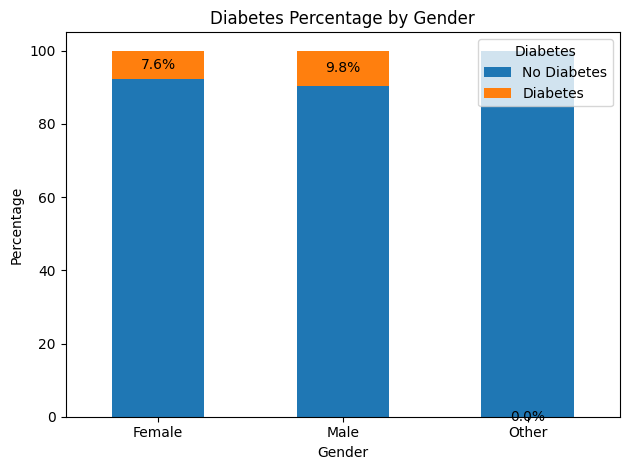 Diabetes Percentage by Gender
Diabetes
No Diabetes
Diabetes
7.6%
9.8%
0.0%
100
80
60
40
20
0
Percentage
Female
Male
Other
Gender